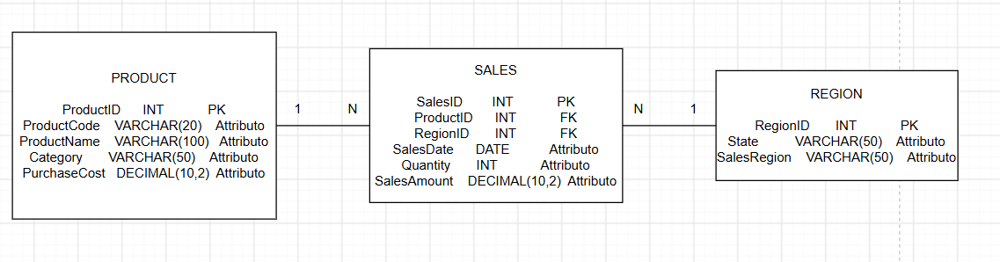 PRODUCT
ProductID INT PK
ProductCode VARCHAR(20) Attributo
ProductName VARCHAR(100) Attributo
Category VARCHAR(50) Attributo
PurchaseCost DECIMAL(10,2) Attributo
1 N
SALES
SalesID INT PK
ProductID INT FK
RegionID INT FK
SalesDate DATE Attributo
Quantity INT Attributo
SalesAmount DECIMAL(10,2) Attributo
N 1
REGION
RegionID INT PK
State VARCHAR(50) Attributo
SalesRegion VARCHAR(50) Attributo